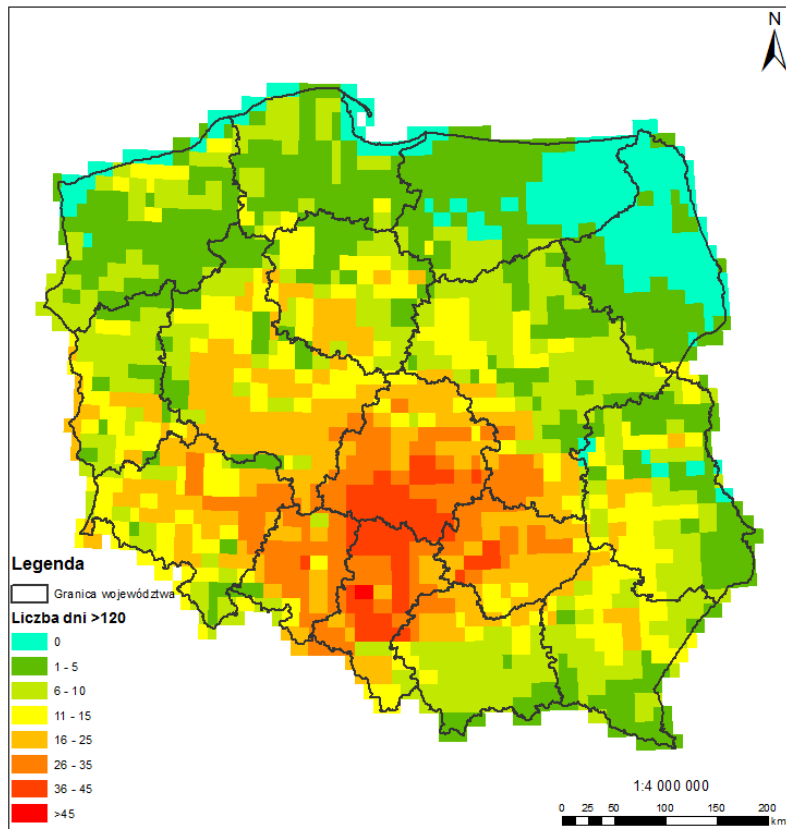 N
Legenda
Granica województwa
Liczba dni >120
0
1 - 5
6 - 10
11 - 15
16 - 25
26 - 35
36 - 45
>45
1:4 000 000
0 25 50 100 150 200
km